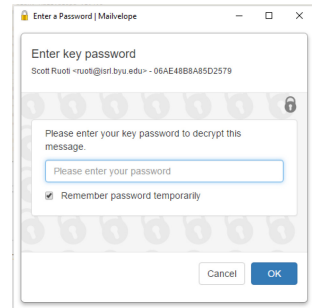 Enter a Password | Mailvelope
Enter key password
Scott Ruoti <ruoti@isrl.byu.edu> - 06AE48B8A85D2579
Please enter your key password to decrypt this
message.
Please enter your password
Remember password temporarily
Cancel OK